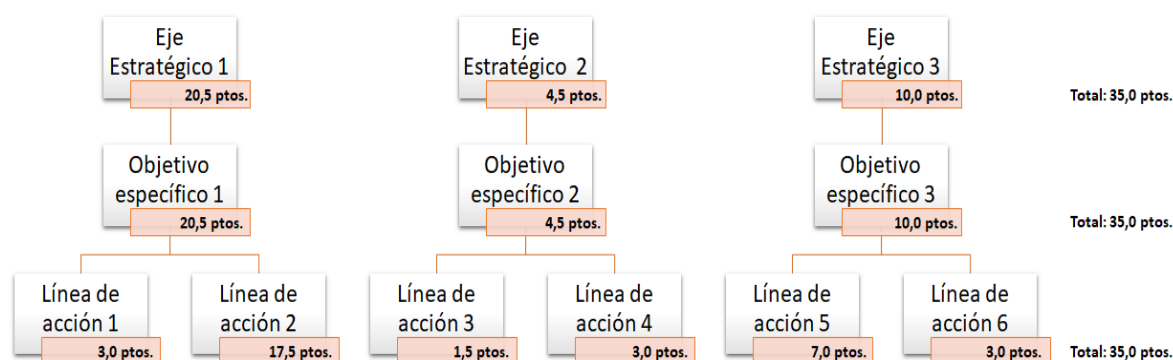 Eje
Estratégico 1
20,5 ptos.
Eje
Estratégico 2
4,5 ptos.
Eje
Estratégico 3
10,0 ptos.
Total: 35,0 ptos.
Objetivo
específico 1
20,5 ptos.
Objetivo
específico 2
4,5 ptos.
Objetivo
específico 3
10,0 ptos.
Total: 35,0 ptos.
Línea de
acción 1
3,0 ptos.
Línea de
acción 2
17,5 ptos.
Línea de
acción 3
1,5 ptos.
Línea de
acción 4
3,0 ptos.
Línea de
acción 5
7,0 ptos.
Línea de
acción 6
3,0 ptos.
Total: 35,0 ptos.